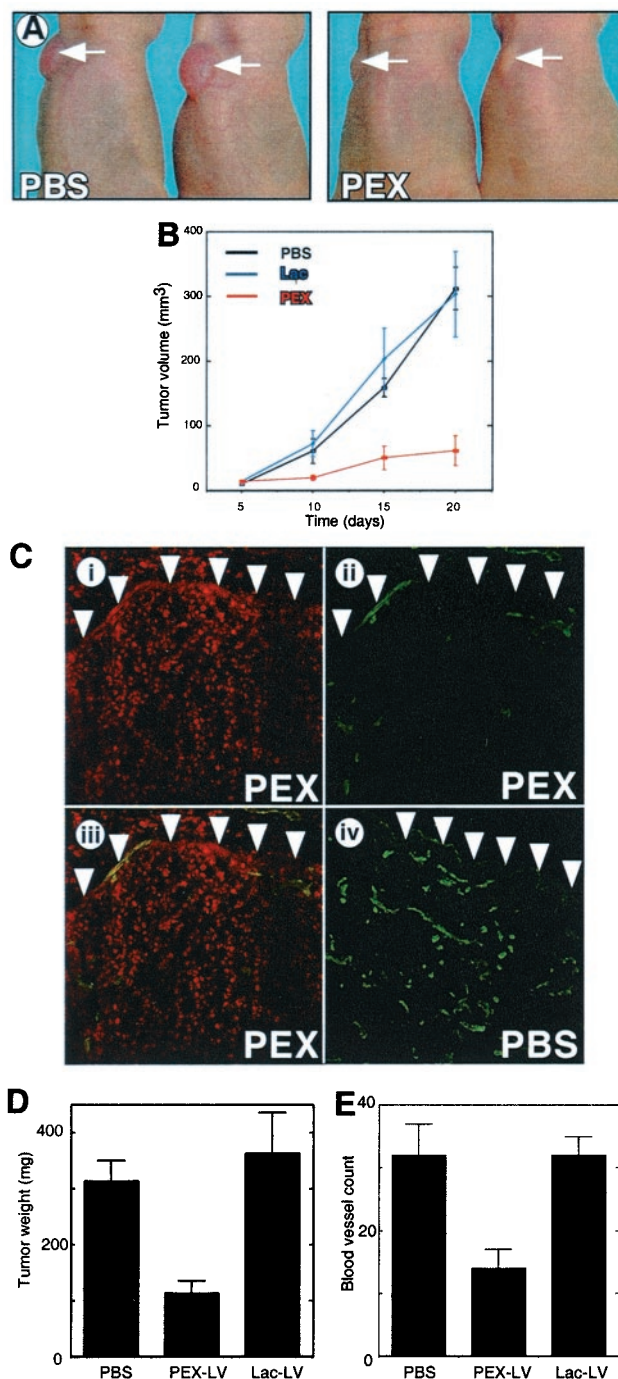 A
PBS
PEX
B
PBS
Lac
PEX
Tumor volume (mm3)
400
300
200
100
0
5 10 15 20
Time (days)
C
i
PEX
ii
PEX
iii
PEX
iv
PBS
D
Tumor weight (mg)
400
200
0
PBS PEX-LV Lac-LV
E
Blood vessel count
40
20
0
PBS PEX-LV Lac-LV